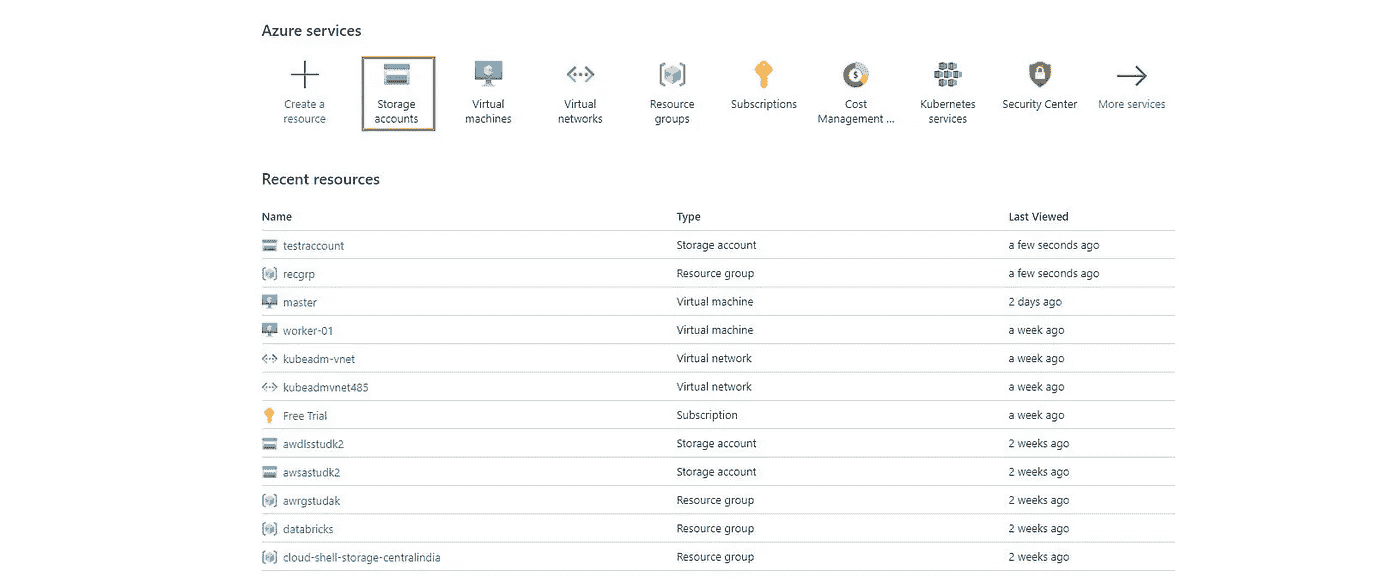 Azure services
Create a resource
Storage accounts
Virtual machines
Virtual networks
Resource groups
Subscriptions
Cost Management ...
Kubernetes services
Security Center
More services
Recent resources
Name Type Last Viewed
testraccount Storage account a few seconds ago
recgrp Resource group a few seconds ago
master Virtual machine 2 days ago
worker-01 Virtual machine a week ago
kubeadm-vnet Virtual network a week ago
kubeadmvnet485 Virtual network a week ago
Free Trial Subscription a week ago
awdlsstudk2 Storage account 2 weeks ago
awsastudk2 Storage account 2 weeks ago
awrgstudak Resource group 2 weeks ago
databricks Resource group 2 weeks ago
cloud-shell-storage-centralindia Resource group 2 weeks ago